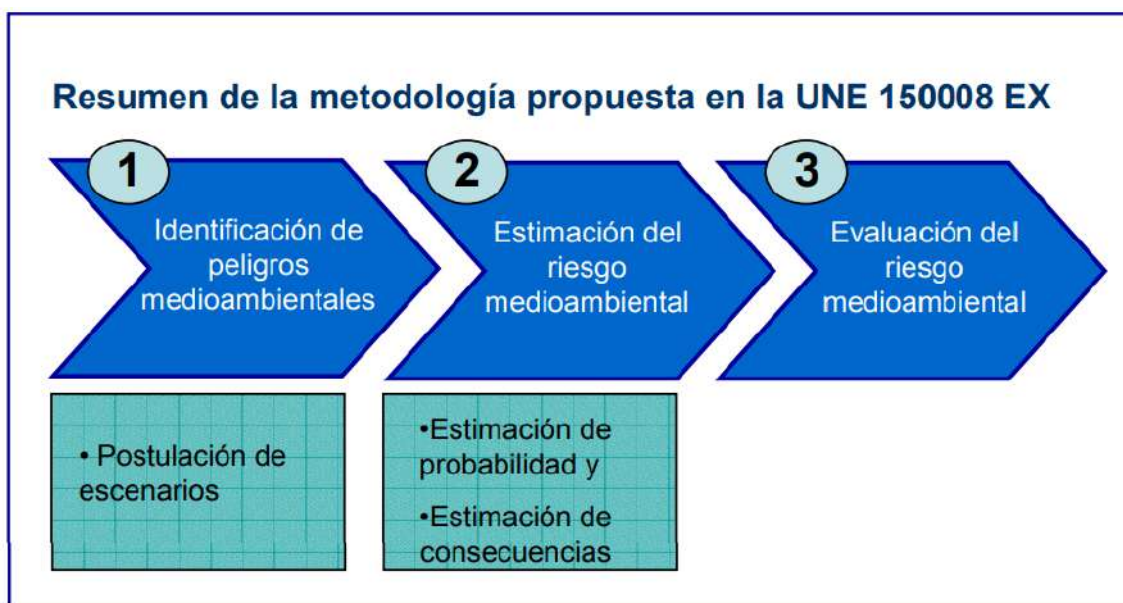 Resumen de la metodología propuesta en la UNE 150008 EX
1
Identificación de
peligros
medioambientales
2
Estimación del
riesgo
medioambiental
3
Evaluación del
riesgo
medioambiental
• Postulación de
escenarios
•Estimación de
probabilidad y
•Estimación de
consecuencias